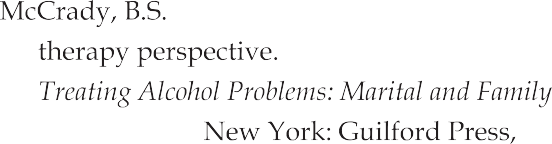 McCrady, B.S.
therapy perspective.
Treating Alcohol Problems: Marital and Family
New York: Guilford Press,